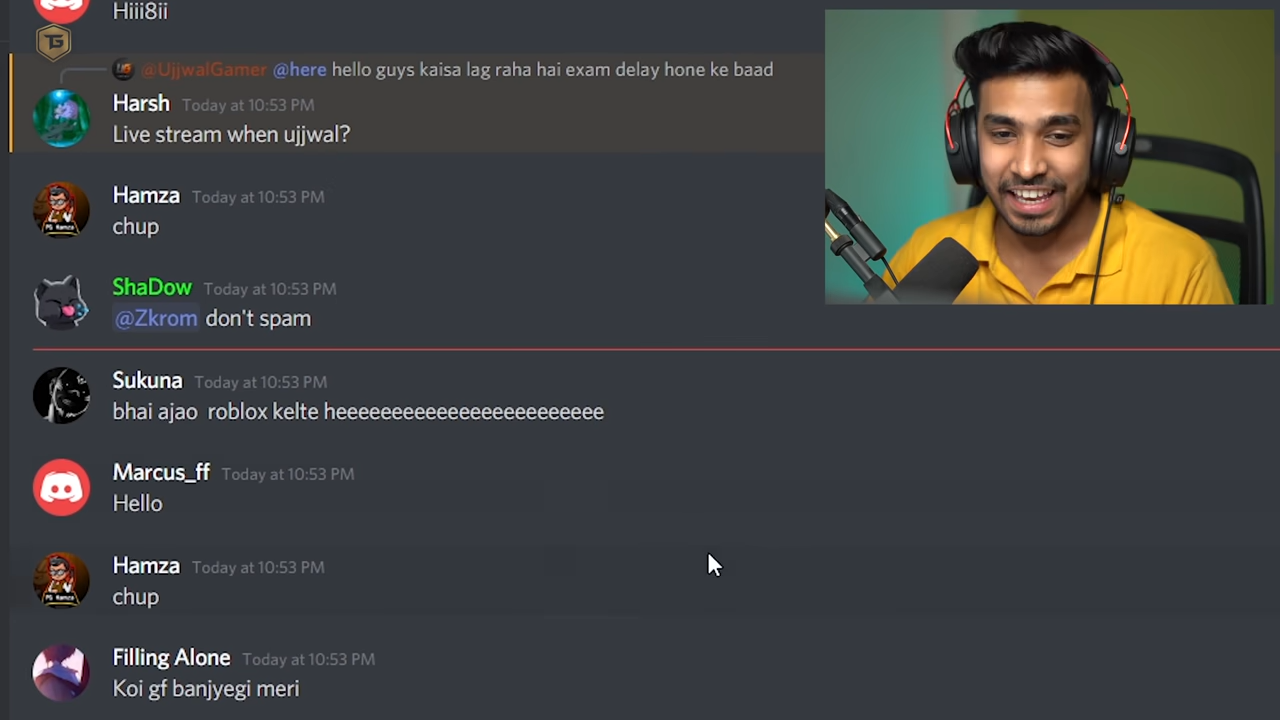 Hiii8ii
TG
@UjjwalGamer @here hello guys kaisa lag raha hai exam delay hone ke baad
Harsh Today at 10:53 PM
Live stream when ujjwal?
Hamza Today at 10:53 PM
chup
ShaDow Today at 10:53 PM
@Zkrom don't spam
Sukuna Today at 10:53 PM
bhai ajao roblox kelte heeeeeeeeeeeeeeeeeeeeeeee
Marcus_ff Today at 10:53 PM
Hello
Hamza Today at 10:53 PM
chup
Filling Alone Today at 10:53 PM
Koi gf banjyegi meri